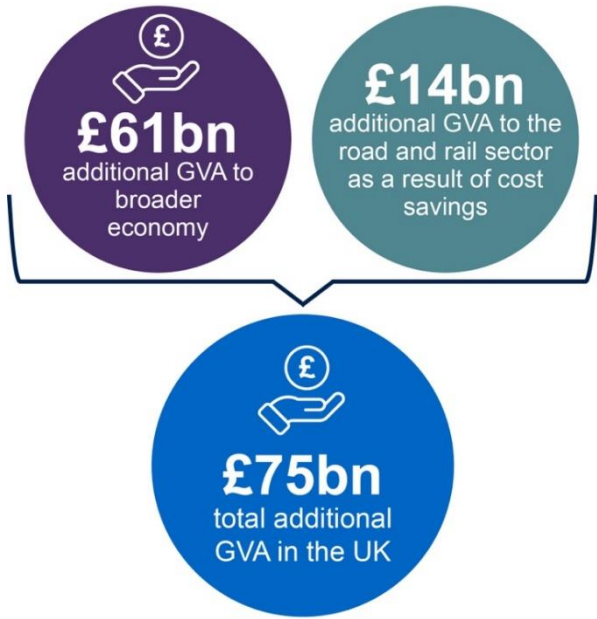 £
£61bn
additional GVA to
broader
economy
£14bn
additional GVA to the
road and rail sector
as a result of cost
savings
£
£75bn
total additional
GVA in the UK